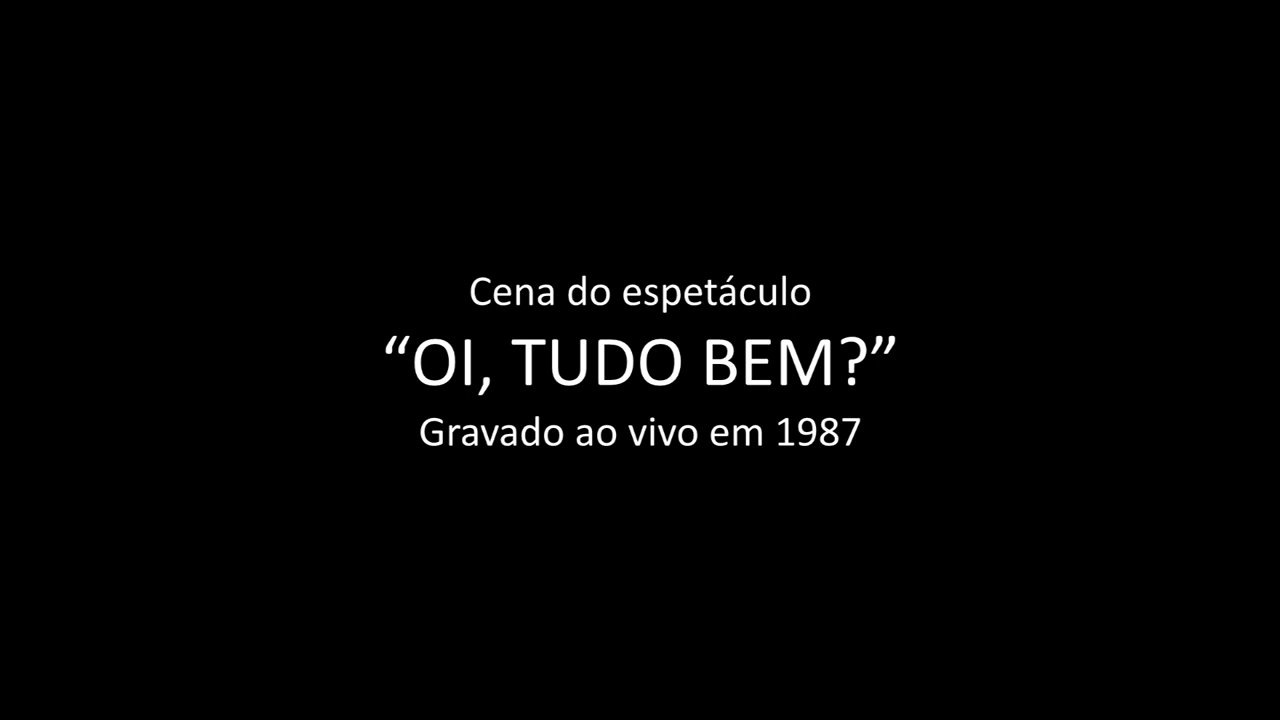 Cena do espetáculo
“OI, TUDO BEM?”
Gravado ao vivo em 1987